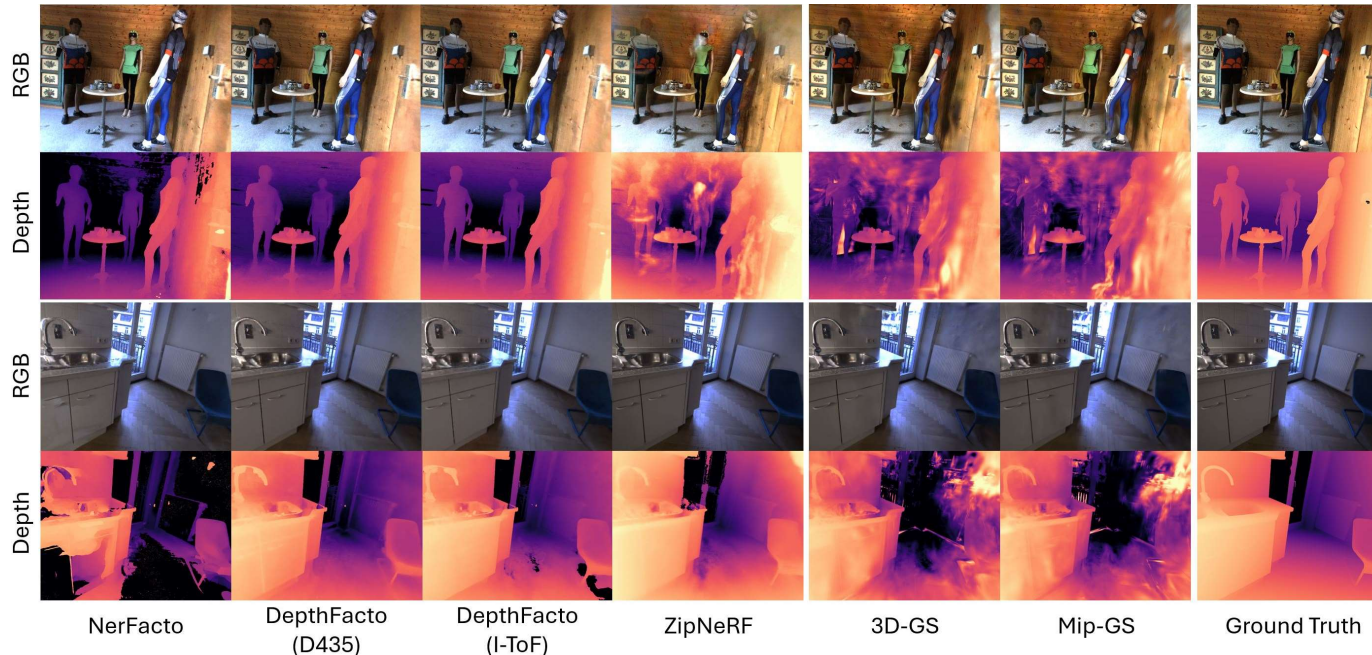 RGB
Depth
RGB
Depth
NerFacto
DepthFacto
(D435)
DepthFacto
(I-ToF)
ZipNeRF
3D-GS
Mip-GS
Ground Truth